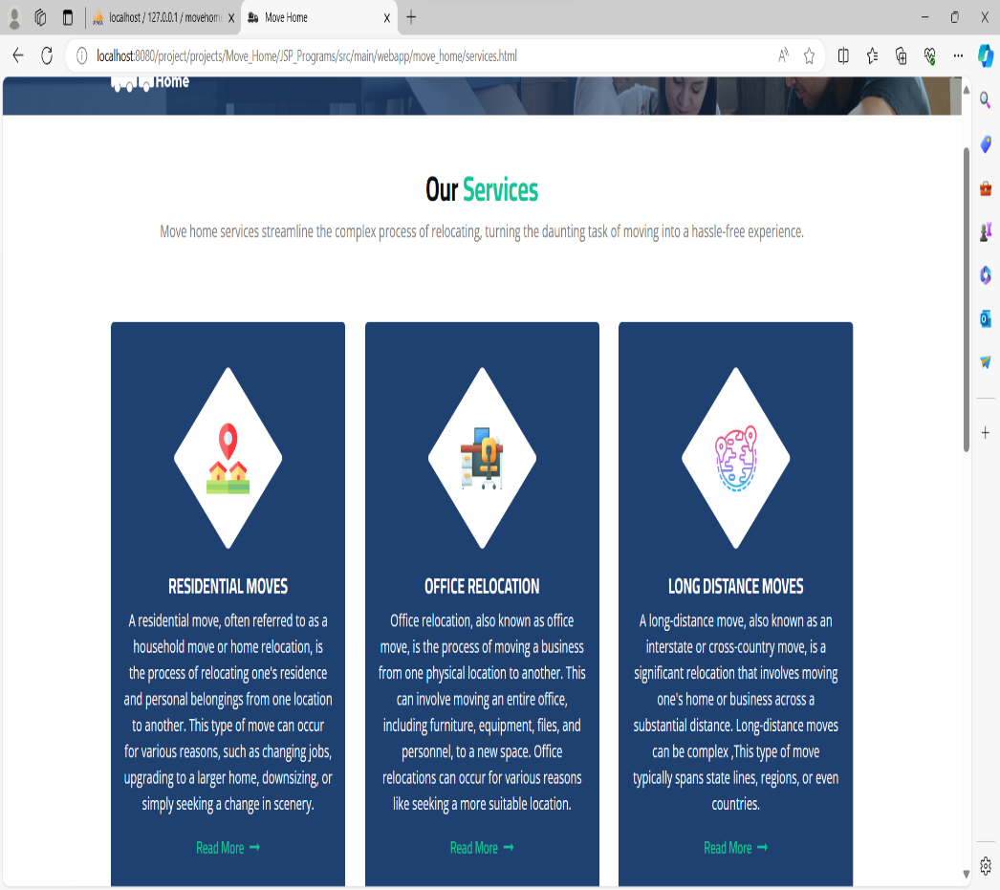 localhost / 127.0.0.1 / movehome
Move Home
localhost:8080/project/projects/Move_Home/JSP_Programs/src/main/webapp/move_home/services.html
Home
Our Services
Move home services streamline the complex process of relocating, turning the daunting task of moving into a hassle-free experience.
RESIDENTIAL MOVES
A residential move, often referred to as a
household move or home relocation, is
the process of relocating one's residence
and personal belongings from one location
to another. This type of move can occur
for various reasons, such as changing jobs,
upgrading to a larger home, downsizing, or
simply seeking a change in scenery.
Read More
OFFICE RELOCATION
Office relocation, also known as office
move, is the process of moving a business
from one physical location to another. This
can involve moving an entire office,
including furniture, equipment, files, and
personnel, to a new space. Office
relocations can occur for various reasons
like seeking a more suitable location.
Read More
LONG DISTANCE MOVES
A long-distance move, also known as an
interstate or cross-country move, is a
significant relocation that involves moving
one's home or business across a
substantial distance. Long-distance moves
can be complex ,This type of move
typically spans state lines, regions, or even
countries.
Read More